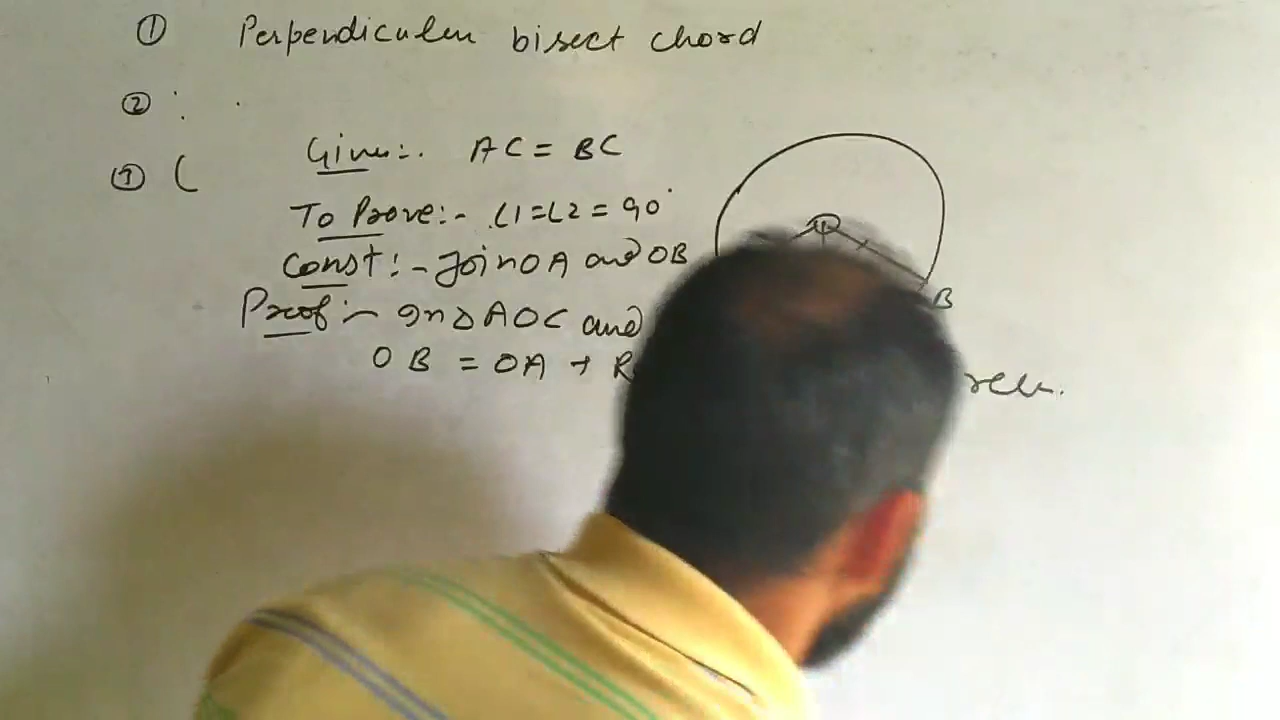 ① Perpendiculer bisect chord
②
① (
Given:. AC = BC
To Prove:- ∠1=∠2=90°
Const:- Join OA and OB
Proof:- In △ AOC and
OB = OA → R
B